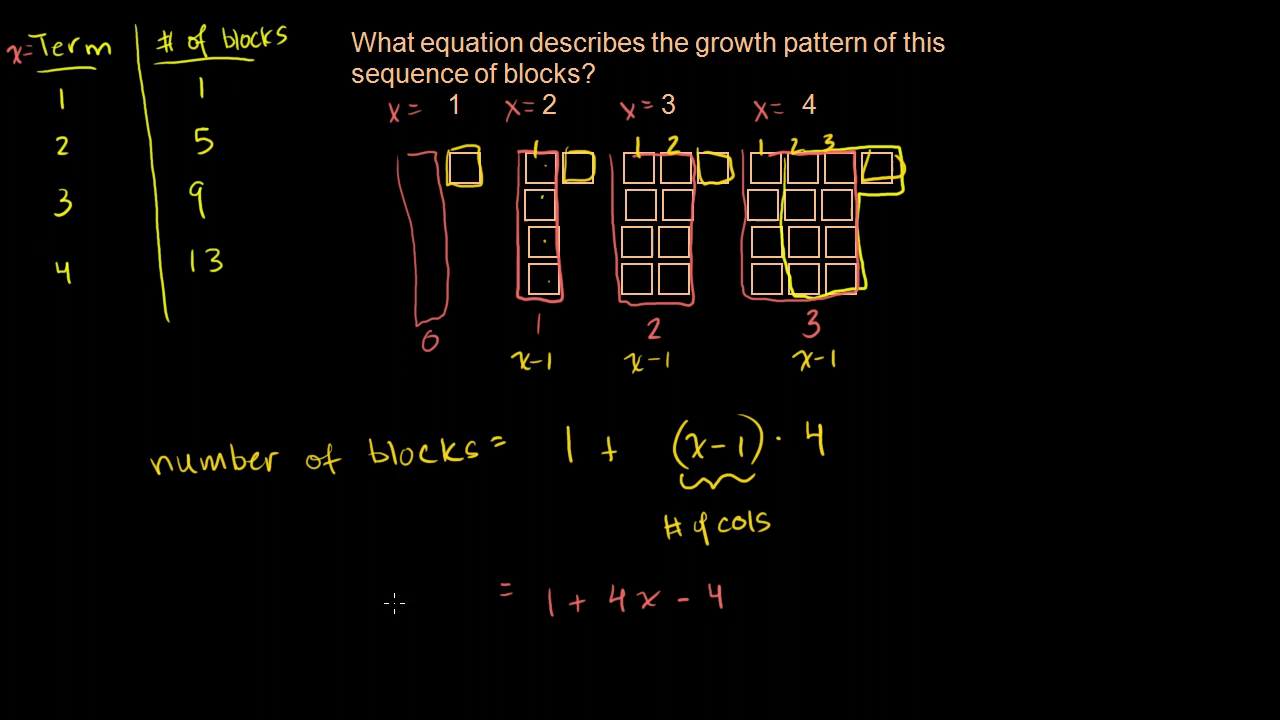 What equation describes the growth pattern of this
sequence of blocks?
x = Term # of blocks
1 1
2 5
3 9
4 13
x = 1 x = 2 x = 3 x = 4
1 1 2 1 2 3
0 1 2 3
x-1 x-1 x-1
number of blocks = 1 + (x-1) · 4
# of cols
= 1 + 4x - 4